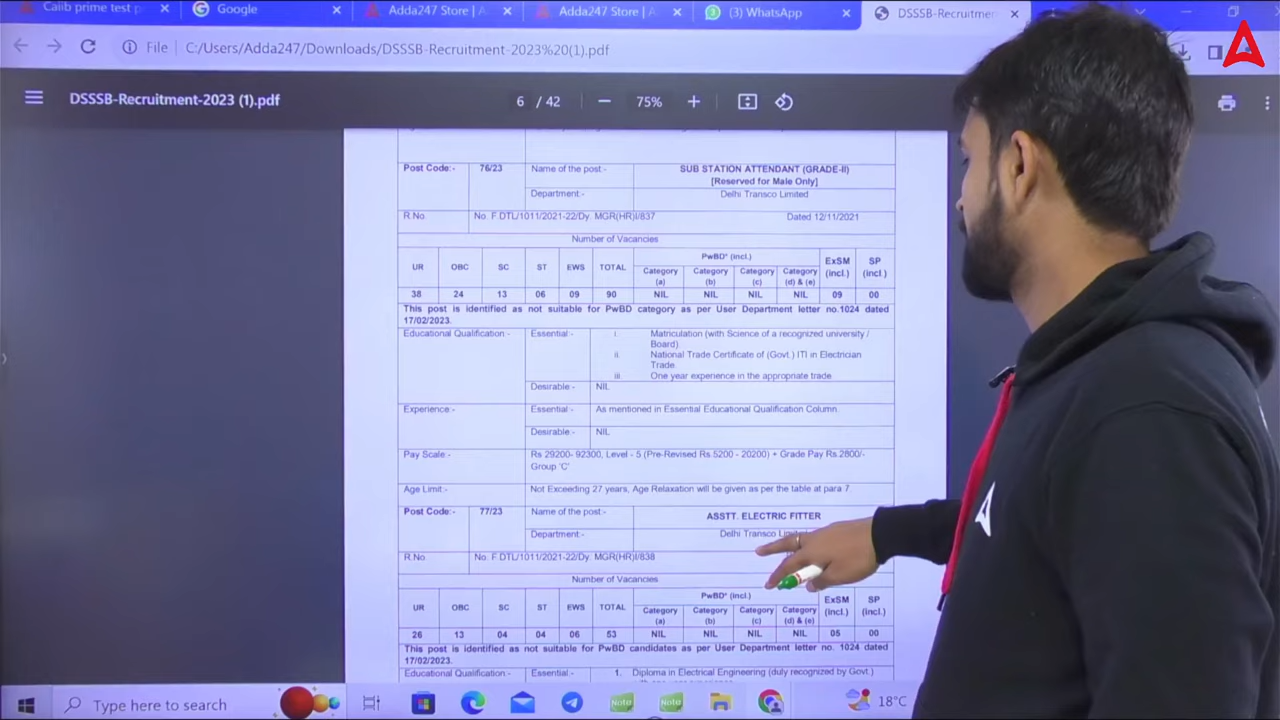 Calib prime test p
Google
Adda247 Store | A
Adda247 Store | A
(3) WhatsApp
DSSSB-Recruitmen
File
C:/Users/Adda247/Downloads/DSSSB-Recruitment-2023%20(1).pdf
DSSSB-Recruitment-2023 (1).pdf
6 / 42
75%
Post Code:- 76/23 Name of the post:- SUB STATION ATTENDANT (GRADE-II)
[Reserved for Male Only]
Department:- Delhi Transco Limited
R.No. No. F.DTL/1011/2021-22/Dy. MGR(HR)I/837 Dated 12/11/2021
Number of Vacancies
UR OBC SC ST EWS TOTAL PwBD* (incl.) ExSM (incl.) SP (incl.)
Category (a) Category (b) Category (c) Category (d) & (e)
38 24 13 06 09 90 NIL NIL NIL NIL 09 00
This post is identified as not suitable for PwBD category as per User Department letter no.1024 dated
17/02/2023.
Educational Qualification:- Essential:- i. Matriculation (with Science of a recognized university /
Board)
ii. National Trade Certificate of (Govt.) ITI in Electrician
Trade
iii. One year experience in the appropriate trade
Desirable:- NIL
Experience:- Essential:- As mentioned in Essential Educational Qualification Column.
Desirable:- NIL
Pay Scale:- Rs 29200- 92300, Level - 5 (Pre-Revised Rs.5200 - 20200) + Grade Pay Rs.2800/-
Group 'C'
Age Limit:- Not Exceeding 27 years, Age Relaxation will be given as per the table at para 7.
Post Code:- 77/23 Name of the post:- ASSTT. ELECTRIC FITTER
Department:- Delhi Transco Limited
R.No. No. F.DTL/1011/2021-22/Dy. MGR(HR)I/838
Number of Vacancies
UR OBC SC ST EWS TOTAL PwBD* (incl.) ExSM (incl.) SP (incl.)
Category (a) Category (b) Category (c) Category (d) & (e)
26 13 04 04 06 53 NIL NIL NIL NIL 05 00
This post is identified as not suitable for PwBD candidates as per User Department letter no. 1024 dated
17/02/2023.
Educational Qualification:- Essential:- 1. Diploma in Electrical Engineering (duly recognized by Govt.)
Type here to search
Note
Note
18°C